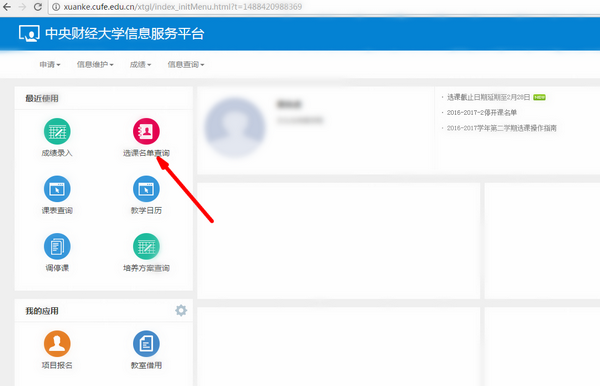 xuanke.cufe.edu.cn/xtgl/index_initMenu.html?t=1488420988369
中央财经大学信息服务平台
申请 信息维护 成绩 信息查询
最近使用
成绩录入 选课名单查询
课表查询 教学日历
调停课 培养方案查询
我的应用
项目报名 教室借用
· 选课截止日期延期至2月28日
· 2016-2017-2停开课名单
· 2016-2017学年第二学期选课操作指南